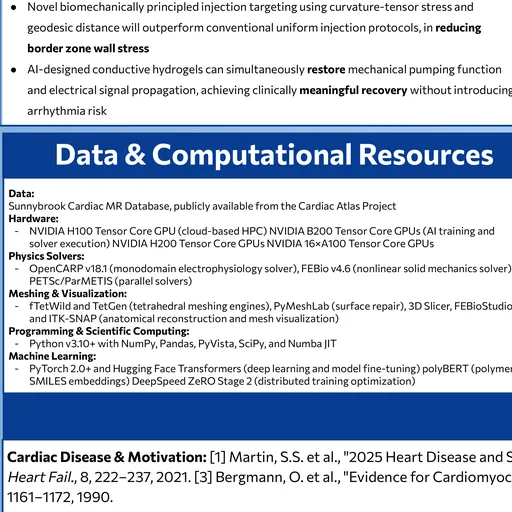 ● Novel biomechanically principled injection targeting using curvature-tensor stress and
geodesic distance will outperform conventional uniform injection protocols, in reducing
border zone wall stress
● AI-designed conductive hydrogels can simultaneously restore mechanical pumping function
and electrical signal propagation, achieving clinically meaningful recovery without introducing
arrhythmia risk
Data & Computational Resources
Data:
Sunnybrook Cardiac MR Database, publicly available from the Cardiac Atlas Project
Hardware:
- NVIDIA H100 Tensor Core GPU (cloud-based HPC) NVIDIA B200 Tensor Core GPUs (AI training and
solver execution) NVIDIA H200 Tensor Core GPUs NVIDIA 16×A100 Tensor Core GPUs
Physics Solvers:
- OpenCARP v18.1 (monodomain electrophysiology solver), FEBio v4.6 (nonlinear solid mechanics solver)
PETSc/ParMETIS (parallel solvers)
Meshing & Visualization:
- fTetWild and TetGen (tetrahedral meshing engines), PyMeshLab (surface repair), 3D Slicer, FEBioStudio
and ITK-SNAP (anatomical reconstruction and mesh visualization)
Programming & Scientific Computing:
- Python v3.10+ with NumPy, Pandas, PyVista, SciPy, and Numba JIT
Machine Learning:
- PyTorch 2.0+ and Hugging Face Transformers (deep learning and model fine-tuning) polyBERT (polymer
SMILES embeddings) DeepSpeed ZeRO Stage 2 (distributed training optimization)
Cardiac Disease & Motivation: [1] Martin, S.S. et al., "2025 Heart Disease and S
Heart Fail., 8, 222–237, 2021. [3] Bergmann, O. et al., "Evidence for Cardiomyoc
1161–1172, 1990.